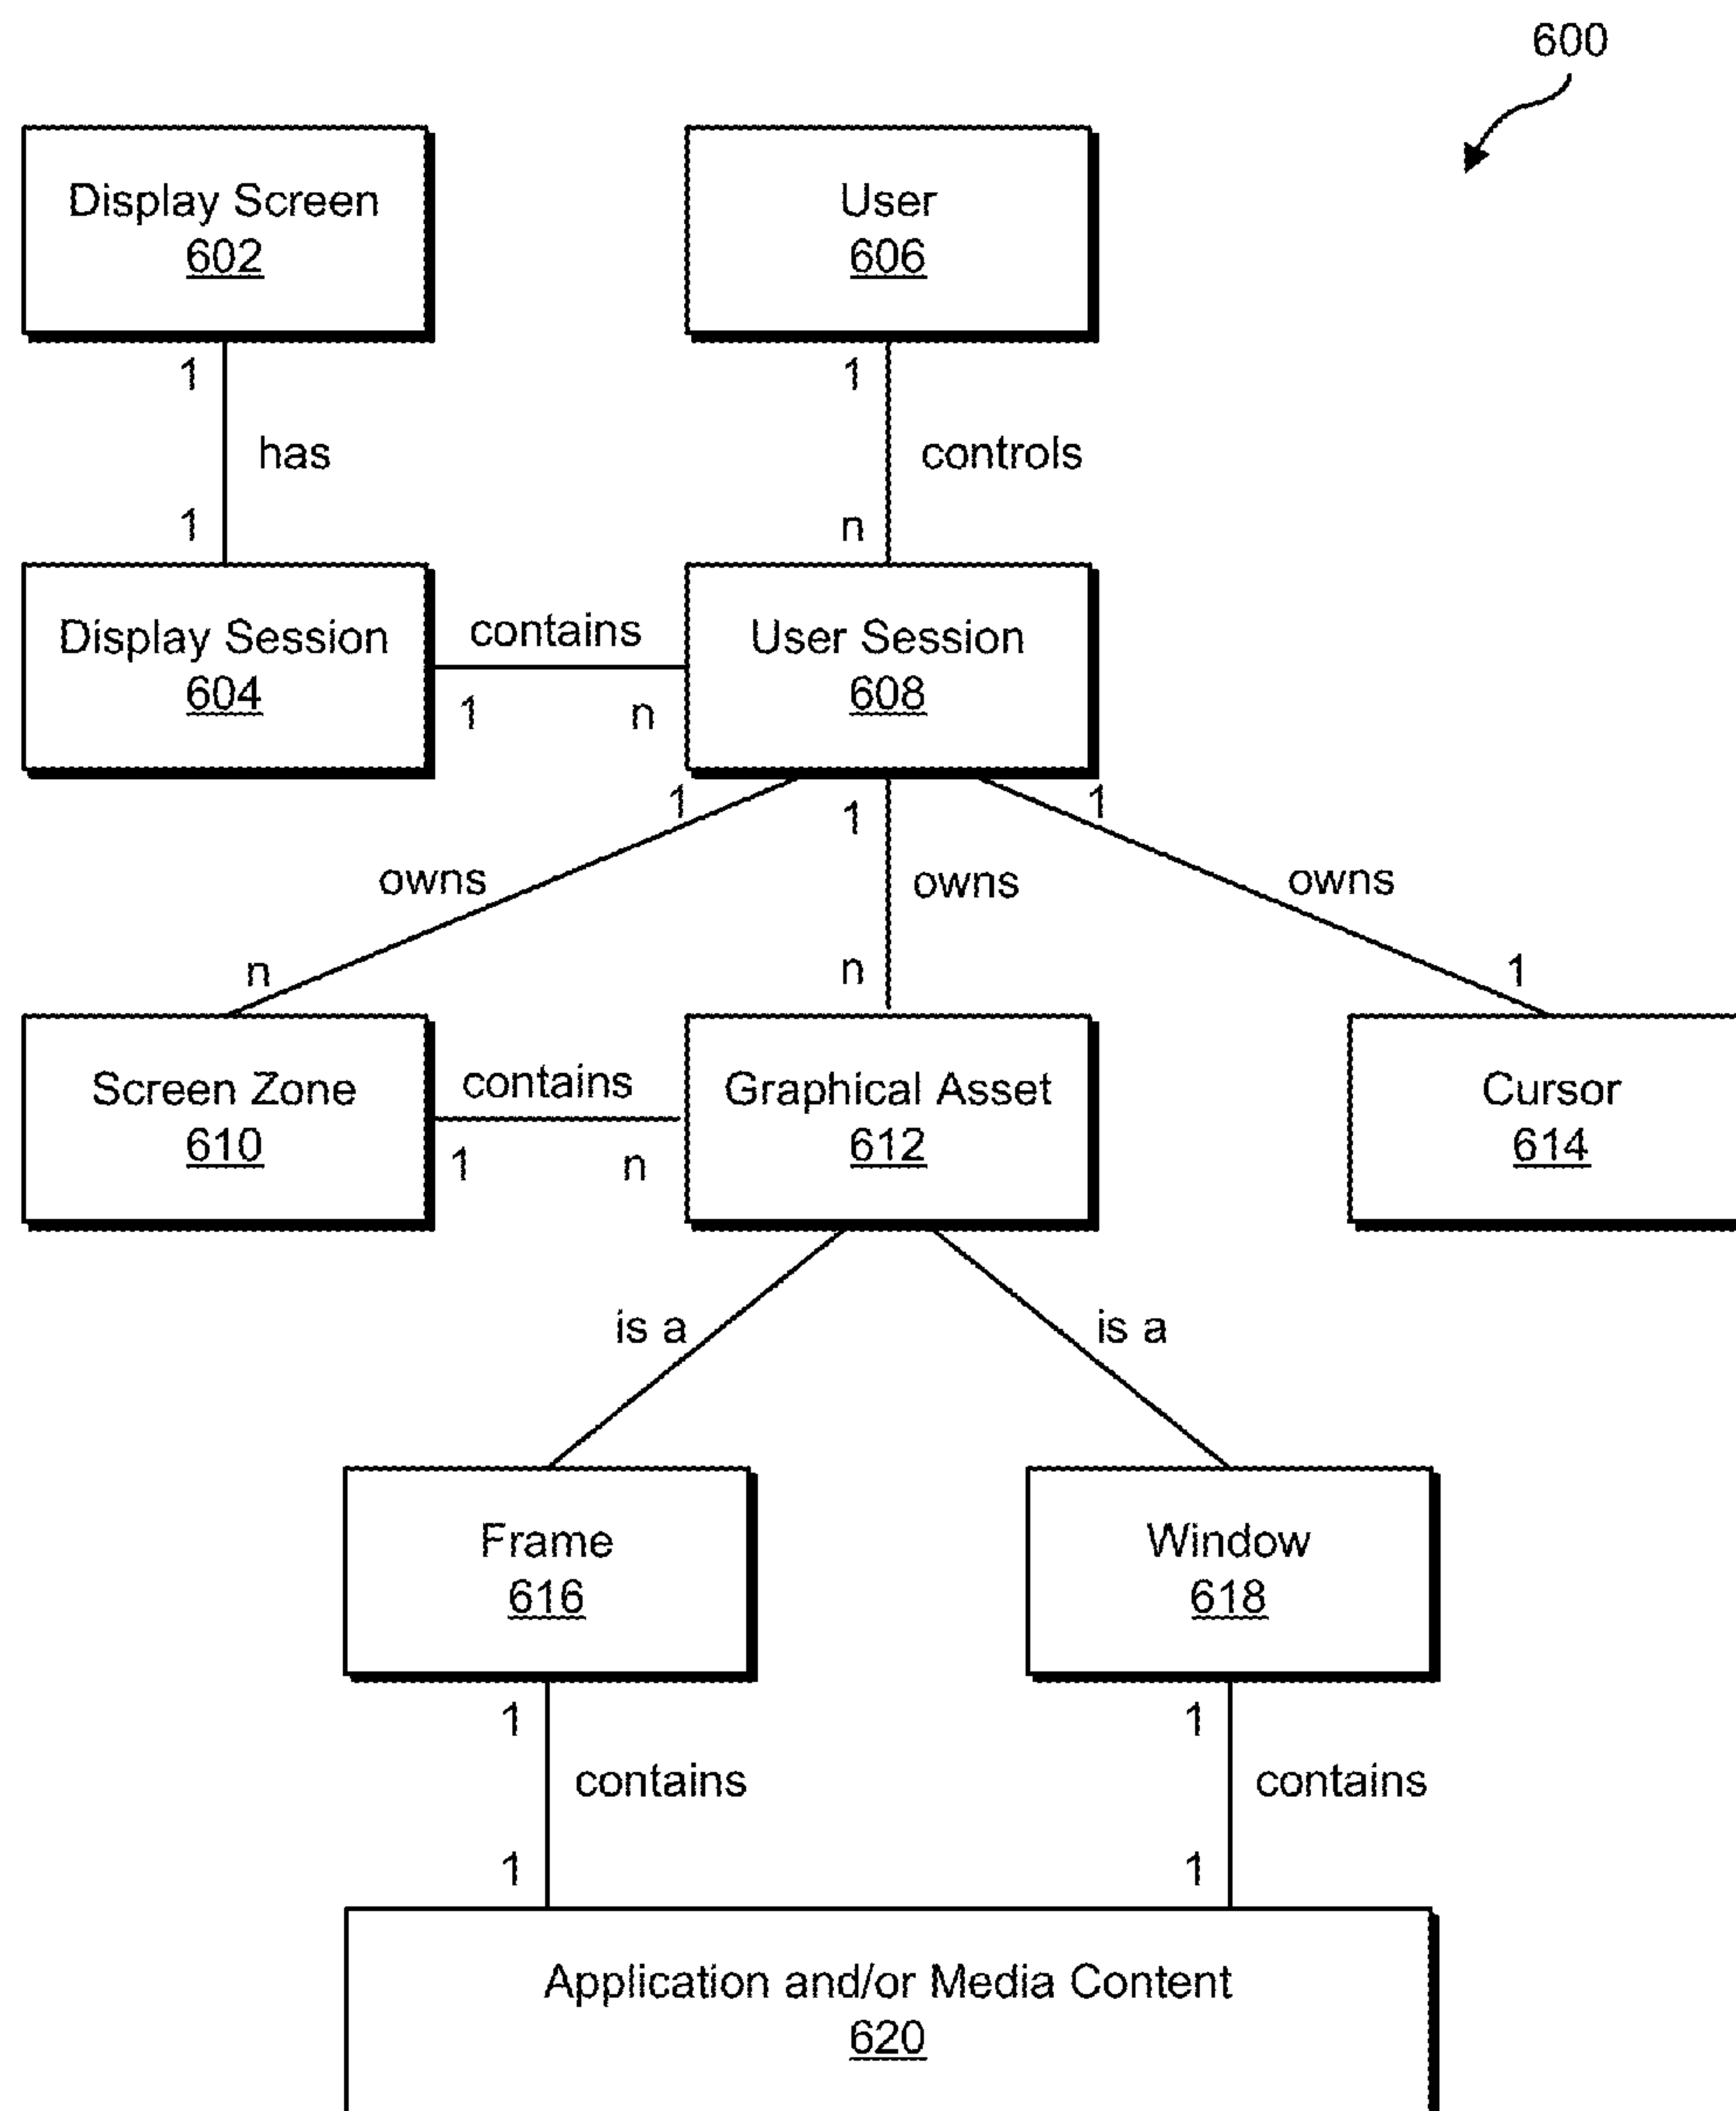 600
Display Screen
602
User
606
1
1
has
controls
1
n
Display Session
604
contains
1
n
User Session
608
1
1
1
owns
owns
owns
n
n
1
Screen Zone
610
contains
1
n
Graphical Asset
612
Cursor
614
is a
is a
Frame
616
Window
618
1
1
contains
contains
1
1
Application and/or Media Content
620